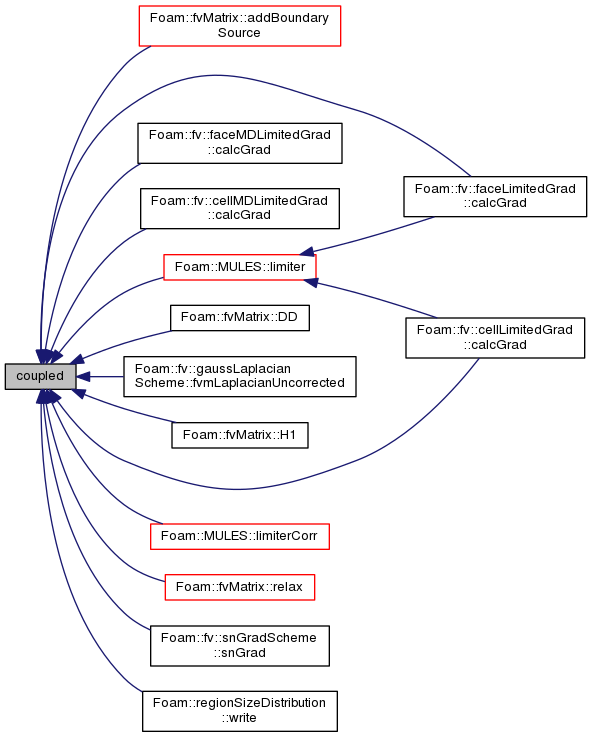 Foam::fvMatrix::addBoundary
Source
Foam::fv::faceMDLimitedGrad
::calcGrad
Foam::fv::faceLimitedGrad
::calcGrad
Foam::fv::cellMDLimitedGrad
::calcGrad
Foam::MULES::limiter
Foam::fvMatrix::DD
Foam::fv::cellLimitedGrad
::calcGrad
coupled
Foam::fv::gaussLaplacian
Scheme::fvmLaplacianUncorrected
Foam::fvMatrix::H1
Foam::MULES::limiterCorr
Foam::fvMatrix::relax
Foam::fv::snGradScheme
::snGrad
Foam::regionSizeDistribution
::write